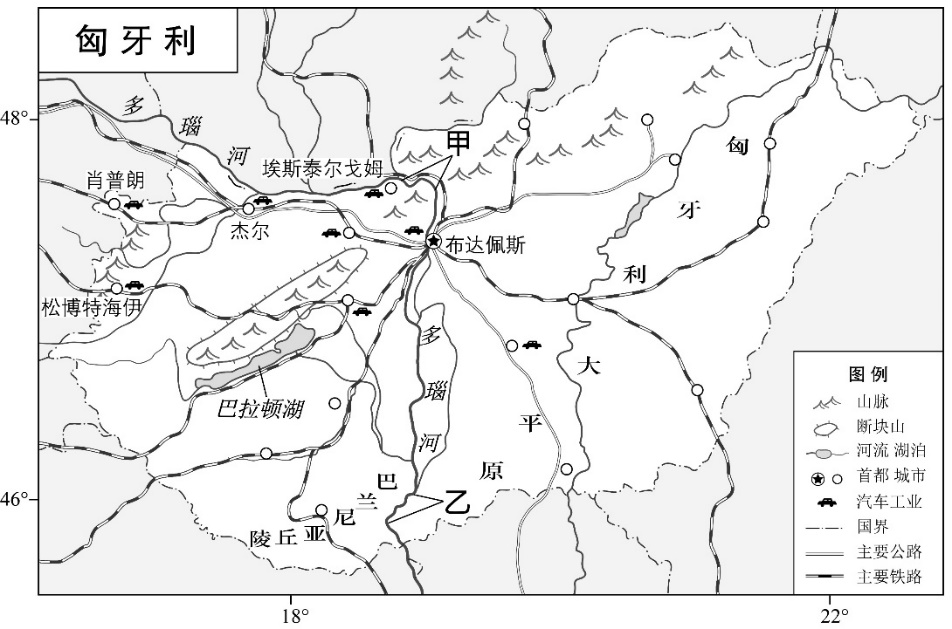 匈牙利
48°
46°
18°
22°
多瑙河
埃斯泰尔戈姆
甲
匈牙利大平原
肖普朗
杰尔
布达佩斯
松博特海伊
多瑙河
巴拉顿湖
乙
巴兰尼亚丘陵
图例
山脉
断块山
河流 湖泊
首都 城市
汽车工业
国界
主要公路
主要铁路